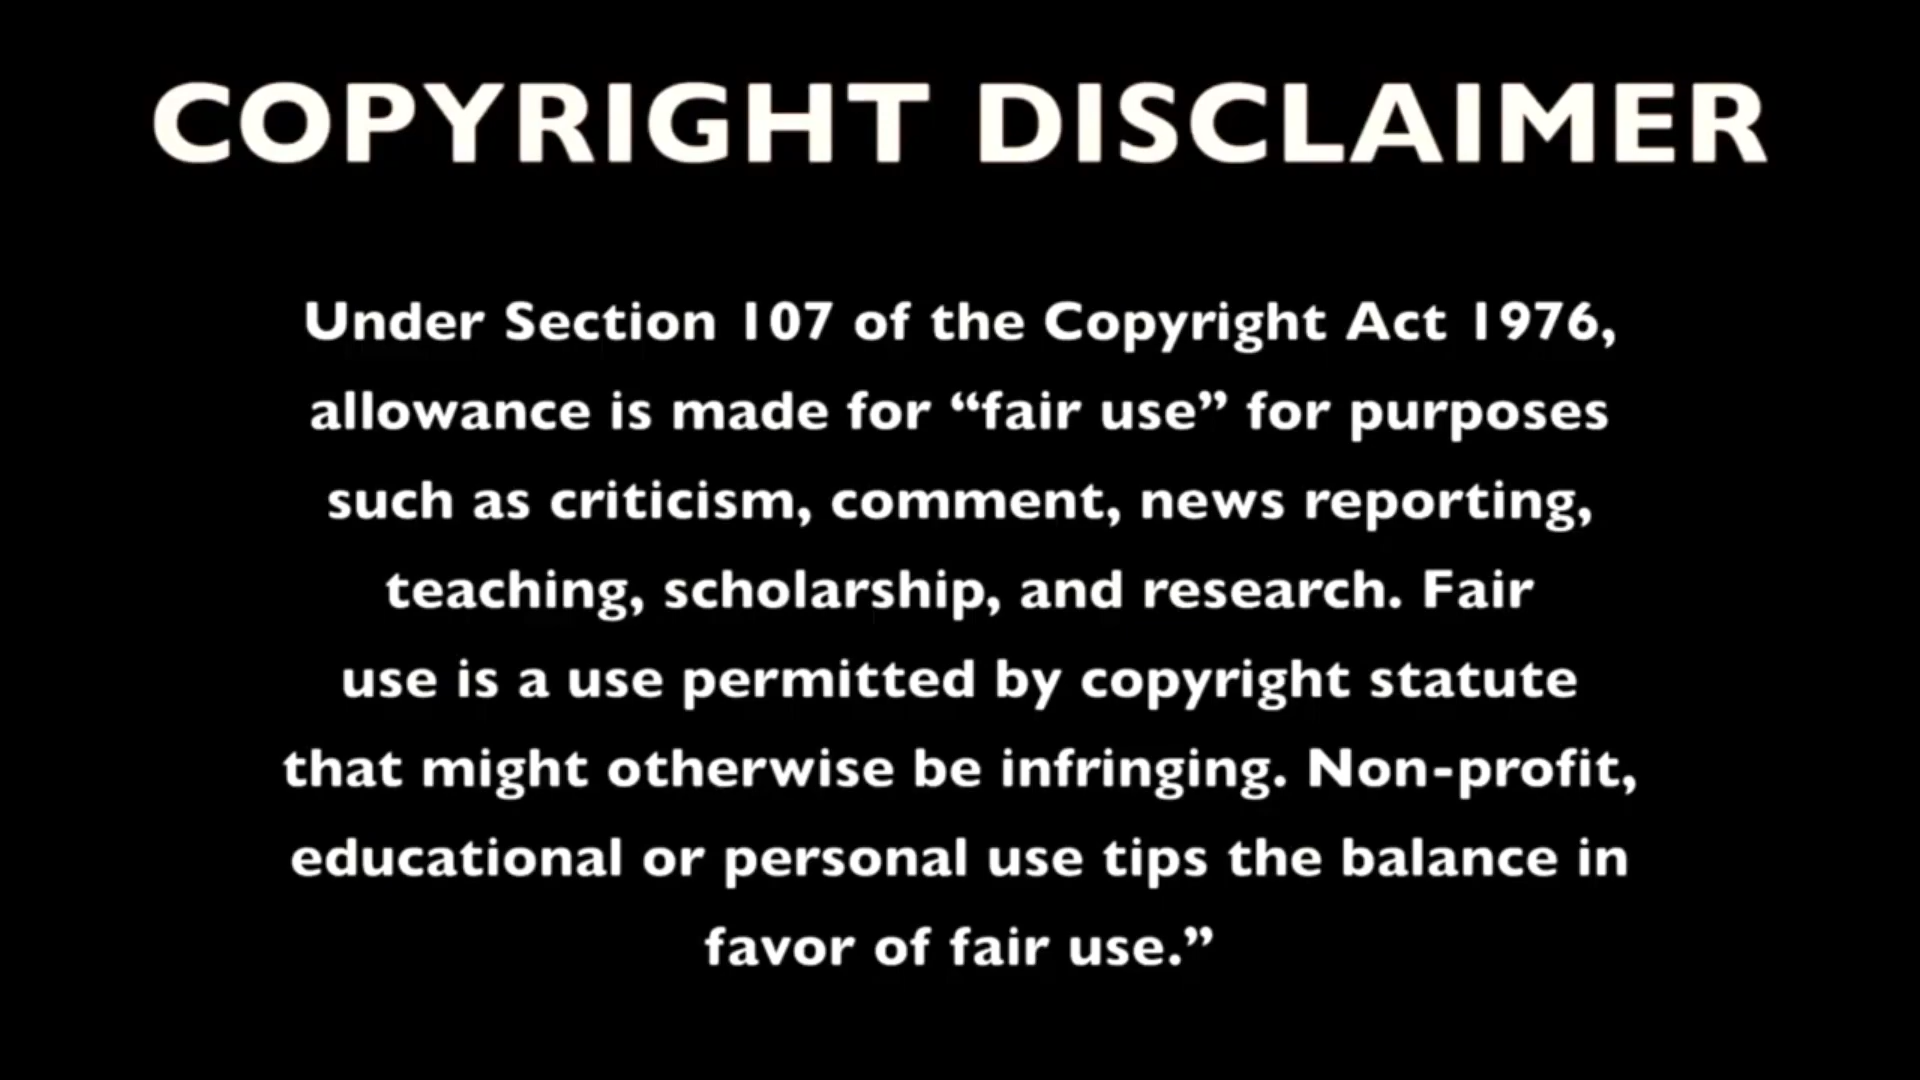 COPYRIGHT DISCLAIMER
Under Section 107 of the Copyright Act 1976,
allowance is made for “fair use” for purposes
such as criticism, comment, news reporting,
teaching, scholarship, and research. Fair
use is a use permitted by copyright statute
that might otherwise be infringing. Non-profit,
educational or personal use tips the balance in
favor of fair use.”